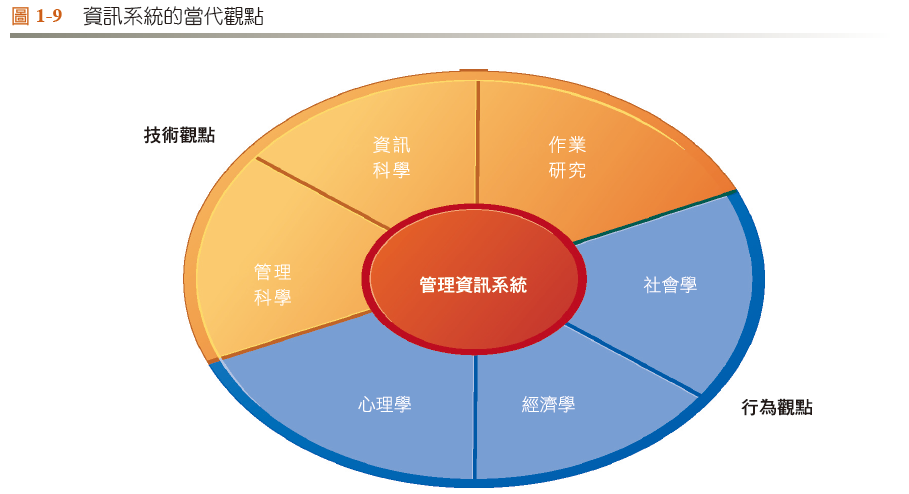 圖 1-9 資訊系統的當代觀點
技術觀點
資訊
科學
作業
研究
管理
科學
管理資訊系統
社會學
心理學
經濟學
行為觀點